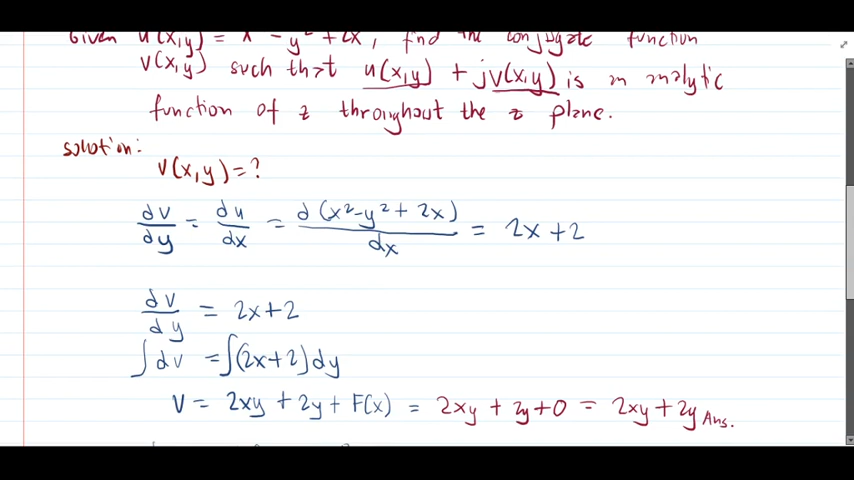 Given u(x,y) = x² - y² + 2x, find the conjugate function
V(x,y) such that u(x,y) + jv(x,y) is an analytic
function of z throughout the z plane.
solution:
V(x,y) = ?
dv/dy = du/dx = d(x²-y²+2x)/dx = 2x+2
dv/dy = 2x+2
∫dv = ∫(2x+2)dy
V = 2xy + 2y + F(x) = 2xy + 2y + 0 = 2xy + 2y Ans.